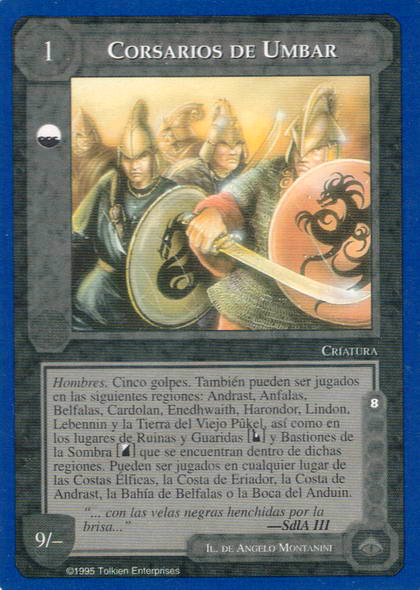 1
CORSARIOS DE UMBAR
CRIATURA
Hombres. Cinco golpes. También pueden ser jugados
en las siguientes regiones: Andrast, Anfalas,
Belfalas, Cardolan, Enedhwaith, Harondor, Lindon,
Lebennin y la Tierra del Viejo Pûkel, así como en
los lugares de Ruinas y Guaridas y Bastiones de
la Sombra que se encuentran dentro de dichas
regiones. Pueden ser jugados en cualquier lugar de
las Costas Élficas, la Costa de Eriador, la Costa de
Andrast, la Bahía de Belfalas o la Boca del Anduin.
"... con las velas negras henchidas por la
brisa..." —SdlA III
8
9/–
IL. DE ANGELO MONTANINI
©1995 Tolkien Enterprises